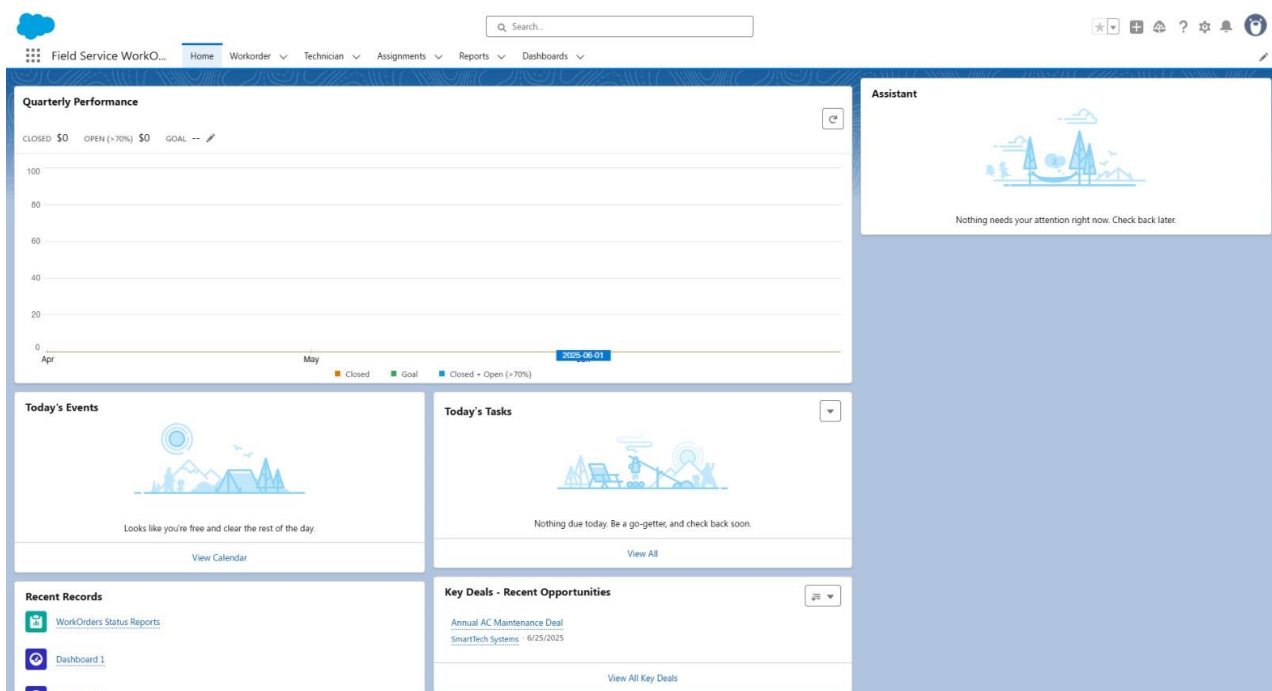 Search...
Field Service WorkO... Home Workorder Technician Assignments Reports Dashboards
Quarterly Performance
CLOSED $0 OPEN (>70%) $0 GOAL --
100
80
60
40
20
0
Apr May 2025-06-01
Closed Goal Closed + Open (>70%)
Assistant
Nothing needs your attention right now. Check back later.
Today's Events
Looks like you're free and clear the rest of the day.
View Calendar
Today's Tasks
Nothing due today. Be a go-getter, and check back soon.
View All
Recent Records
WorkOrders Status Reports
Dashboard 1
Key Deals - Recent Opportunities
Annual AC Maintenance Deal
SmartTech Systems · 6/25/2025
View All Key Deals